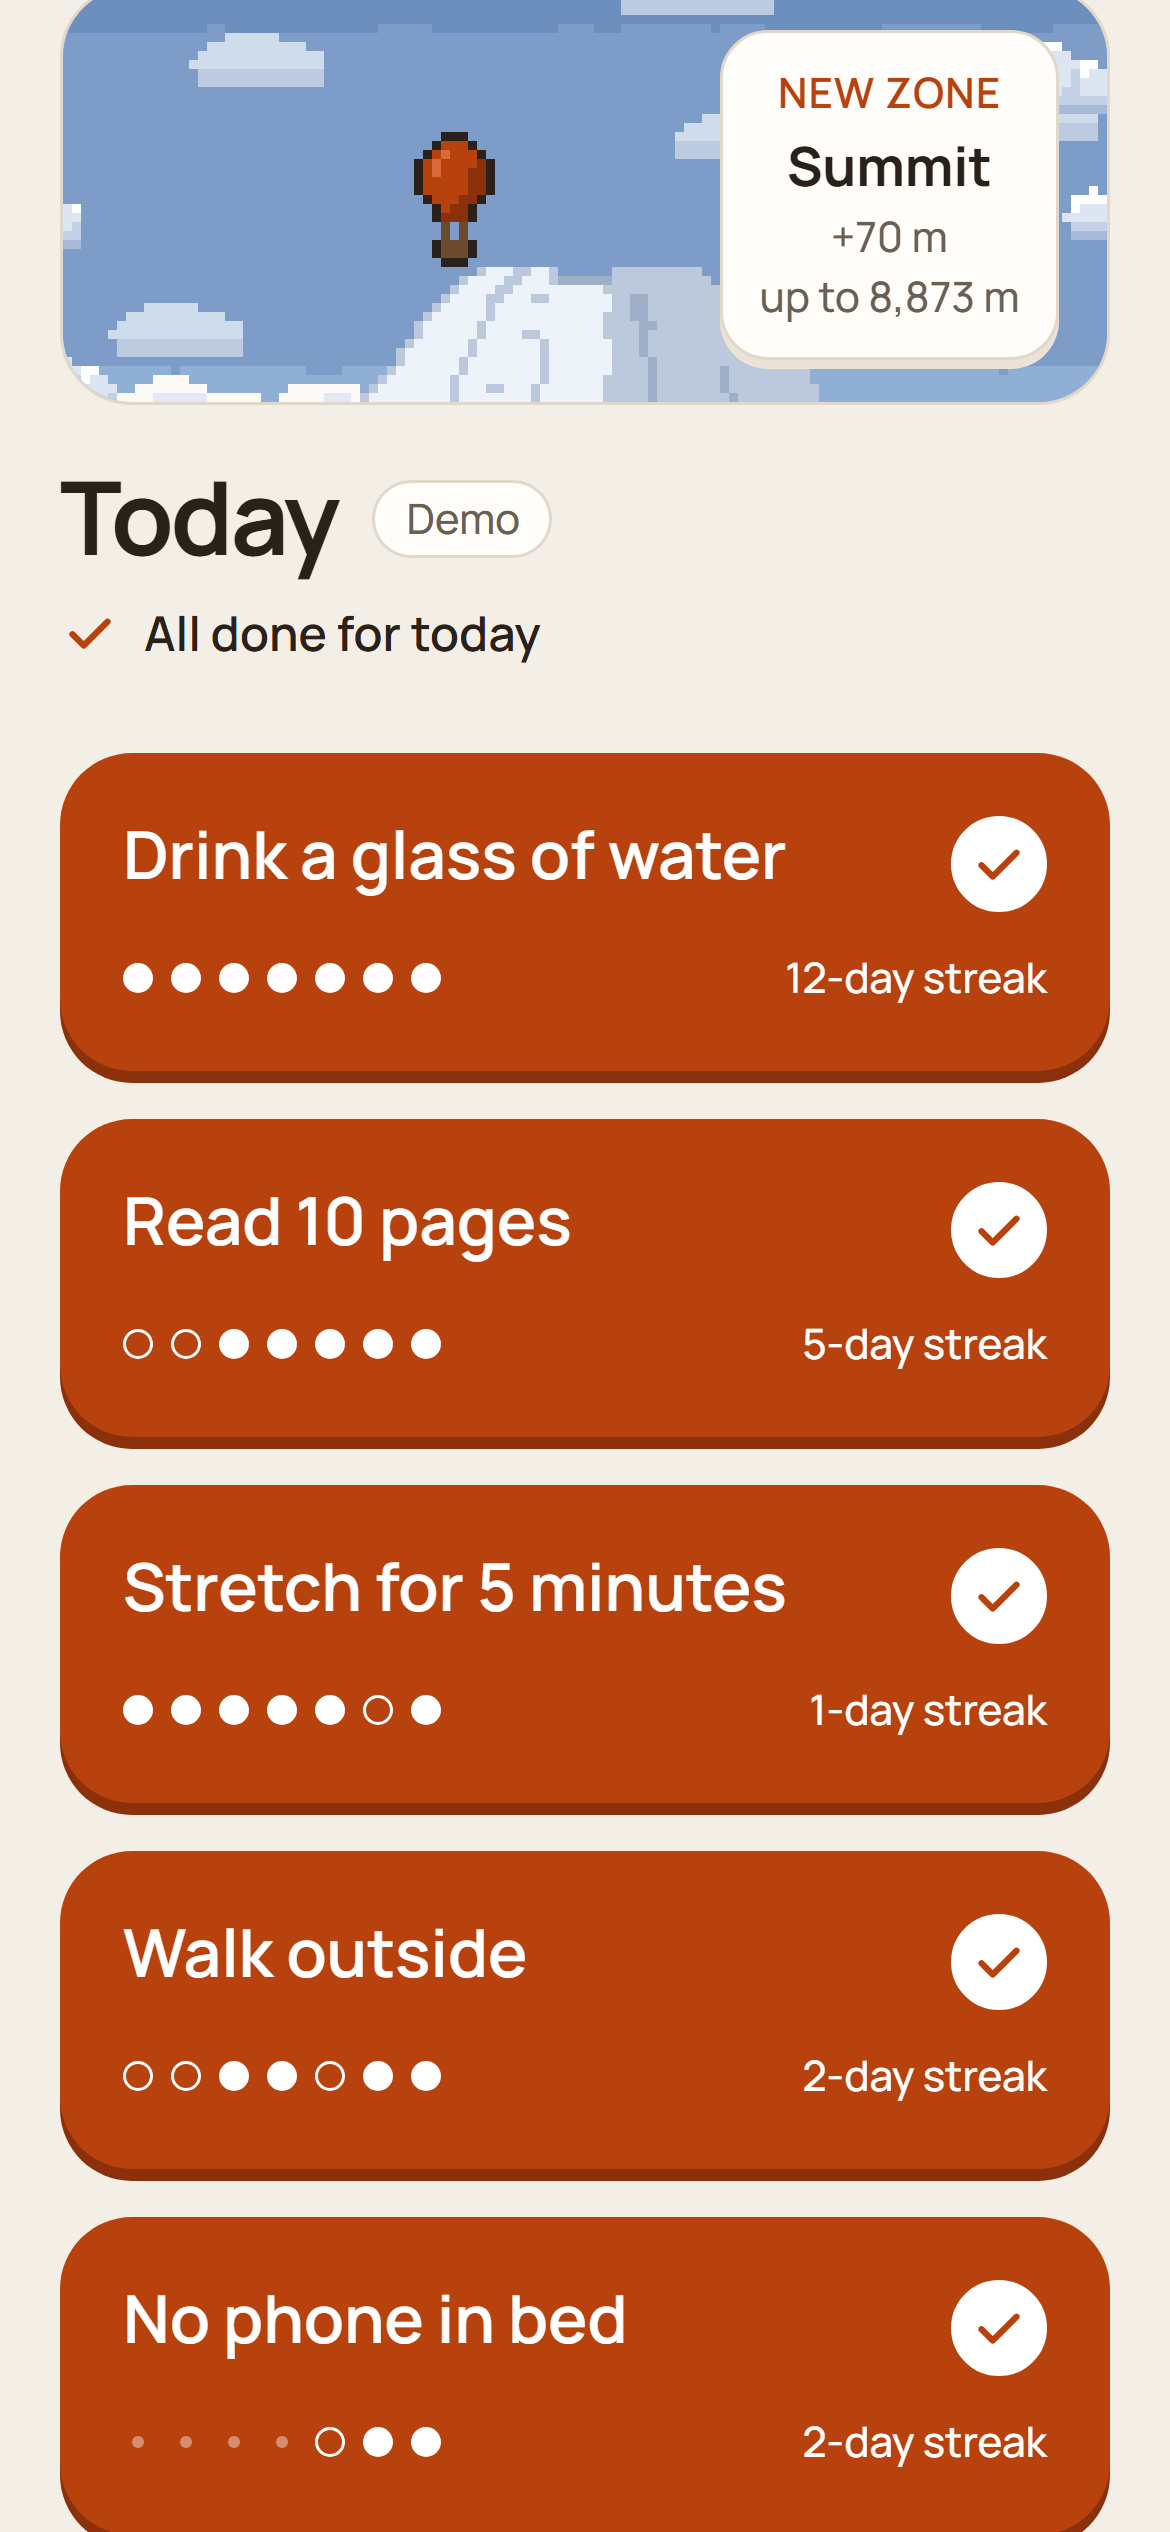 NEW ZONE
Summit
+70 m
up to 8,873 m
Today
Demo
All done for today
Drink a glass of water
12-day streak
Read 10 pages
5-day streak
Stretch for 5 minutes
1-day streak
Walk outside
2-day streak
No phone in bed
2-day streak